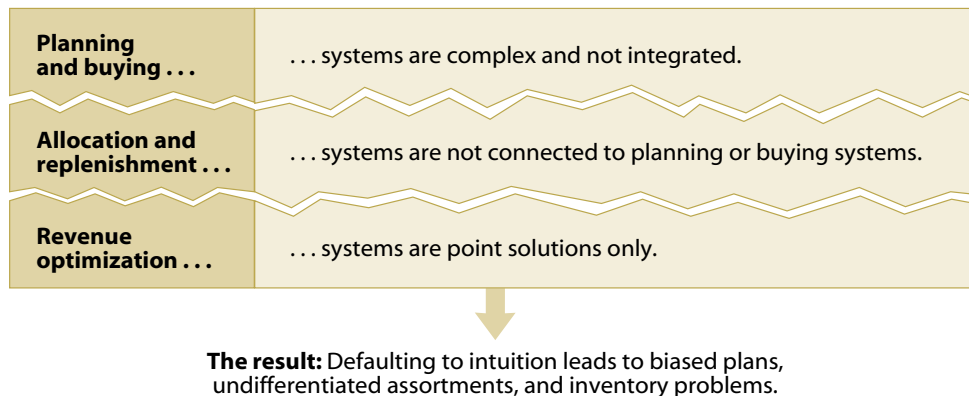 Planning
and buying . . .
. . . systems are complex and not integrated.
Allocation and
replenishment . . .
. . . systems are not connected to planning or buying systems.
Revenue
optimization . . .
. . . systems are point solutions only.
The result: Defaulting to intuition leads to biased plans,
undifferentiated assortments, and inventory problems.